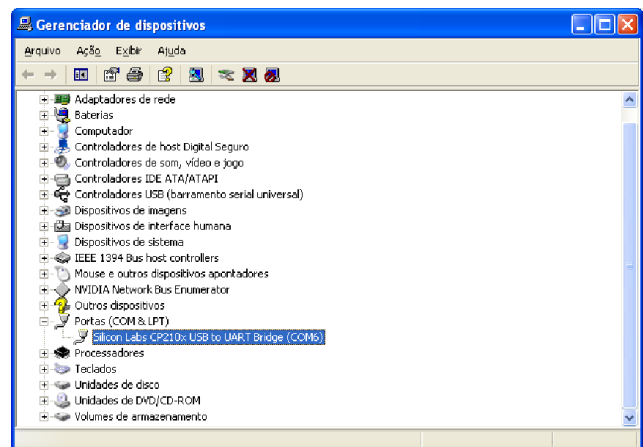 Gerenciador de dispositivos
Arquivo Ação Exibir Ajuda
Adaptadores de rede
Baterias
Computador
Controladores de host Digital Seguro
Controladores de som, vídeo e jogo
Controladores IDE ATA/ATAPI
Controladores USB (barramento serial universal)
Dispositivos de imagens
Dispositivos de interface humana
Dispositivos de sistema
IEEE 1394 Bus host controllers
Mouse e outros dispositivos apontadores
NVIDIA Network Bus Enumerator
Outros dispositivos
Portas (COM & LPT)
Silicon Labs CP210x USB to UART Bridge (COM6)
Processadores
Teclados
Unidades de disco
Unidades de DVD/CD-ROM
Volumes de armazenamento